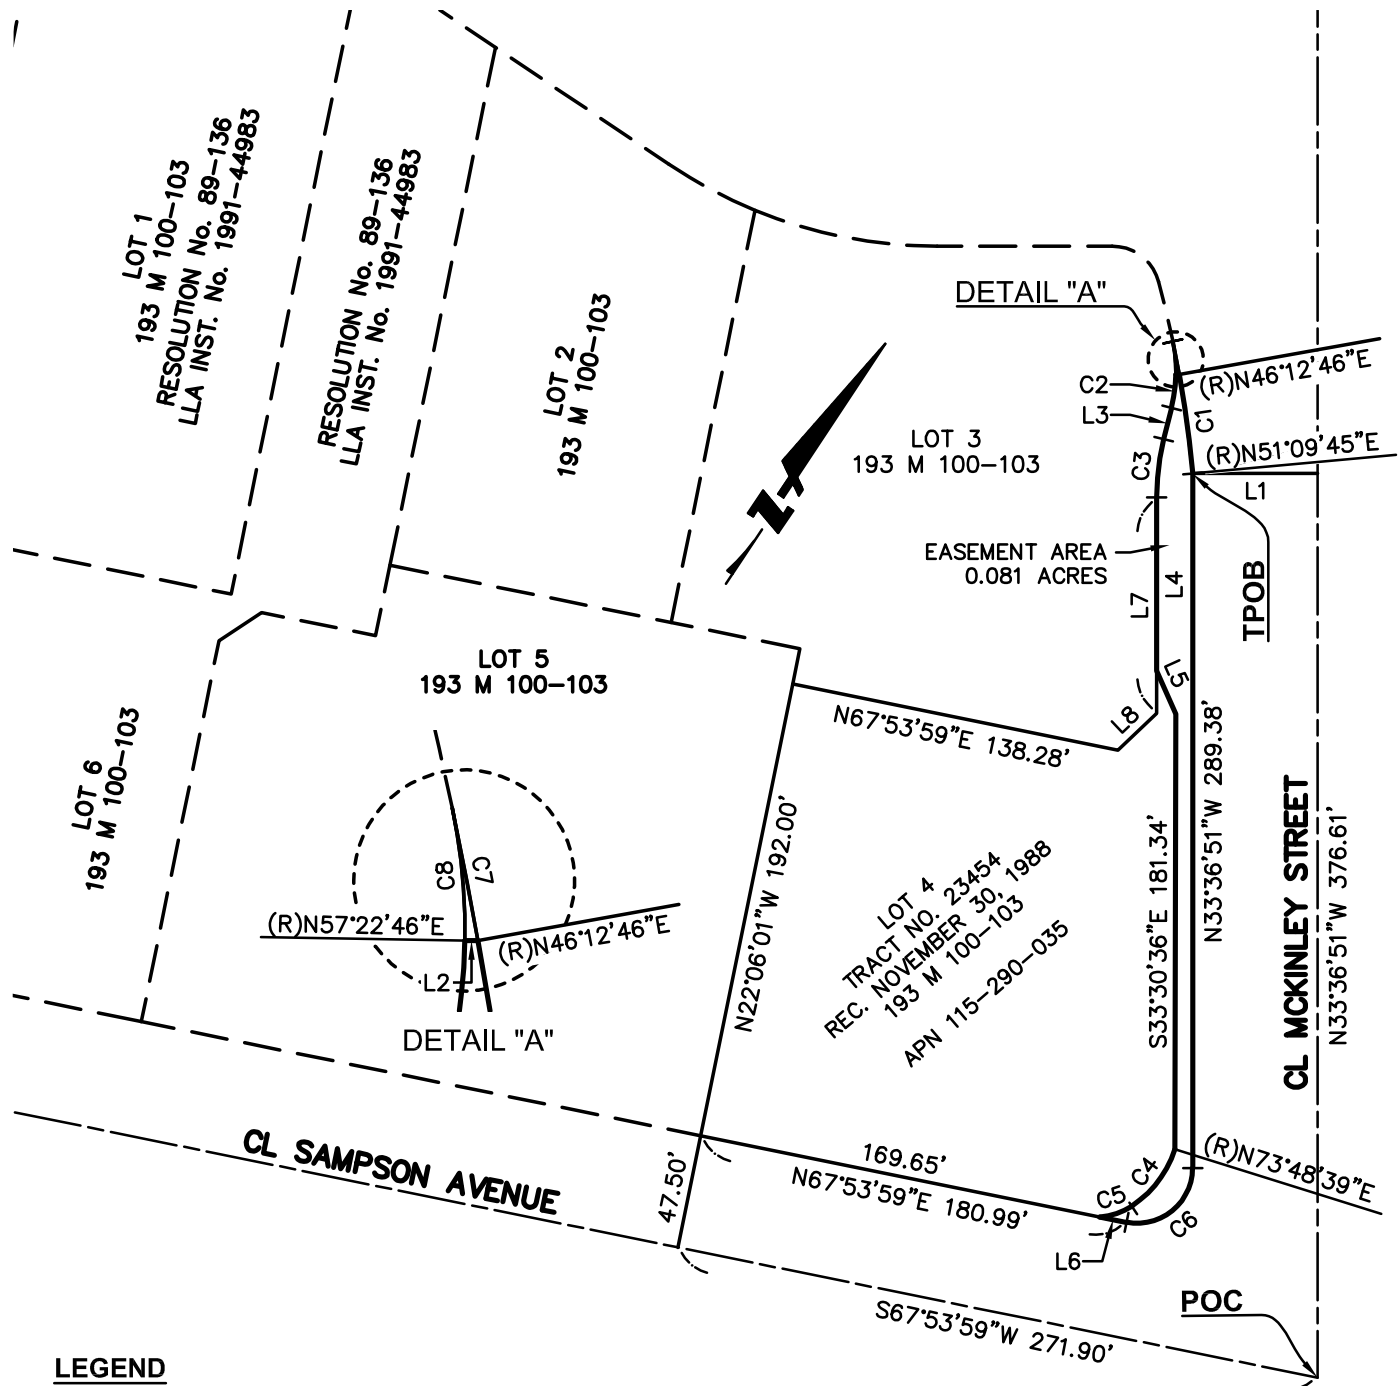 LOT 1
193 M 100-103
RESOLUTION No. 89-136
LLA INST. No. 1991-44983
RESOLUTION No. 89-136
LLA INST. No. 1991-44983
LOT 2
193 M 100-103
DETAIL "A"
C2
(R)N46°12'46"E
L3
C1
LOT 3
193 M 100-103
(R)N51°09'45"E
C3
L1
N
EASEMENT AREA
0.081 ACRES
L7
L4
TPOB
LOT 5
193 M 100-103
L5
L8
N67°53'59"E 138.28'
LOT 6
193 M 100-103
N33°36'51"W 289.38'
CL MCKINLEY STREET
N33°36'51"W 376.61'
N22°06'01"W 192.00'
S33°30'36"E 181.34'
LOT 4
TRACT NO. 23454
REC. NOVEMBER 30, 1988
193 M 100-103
APN 115-290-035
C8
C7
(R)N57°22'46"E
(R)N46°12'46"E
L2
DETAIL "A"
CL SAMPSON AVENUE
47.50'
169.65'
N67°53'59"E 180.99'
(R)N73°48'39"E
C4
C5
C6
L6
POC
S67°53'59"W 271.90'
LEGEND